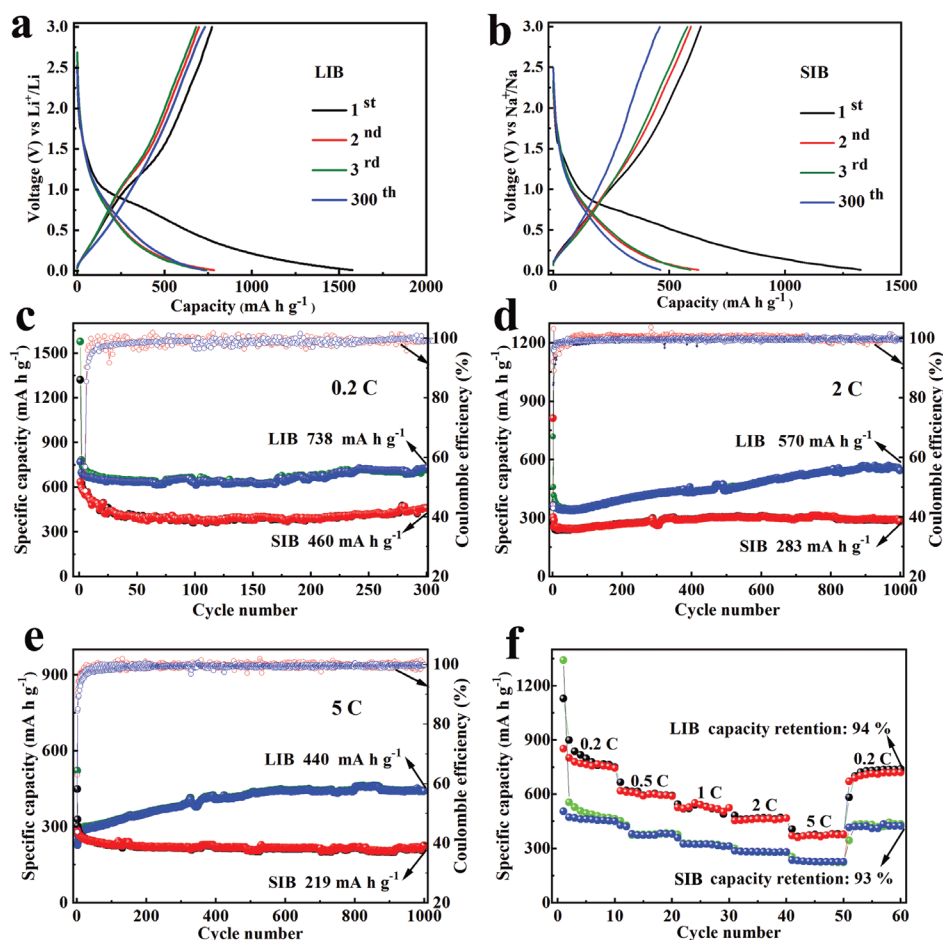 a
3.0
2.5
2.0
1.5
1.0
0.5
0.0
Voltage (V) vs Li⁺/Li
LIB
1 st
2 nd
3 rd
300 th
0 500 1000 1500 2000
Capacity (mA h g⁻¹)
b
3.0
2.5
2.0
1.5
1.0
0.5
0.0
Voltage (V) vs Na⁺/Na
SIB
1 st
2 nd
3 rd
300 th
0 500 1000 1500
Capacity (mA h g⁻¹)
c
1500
1200
900
600
300
0
Specific capacity (mA h g⁻¹)
0.2 C
LIB 738 mA h g⁻¹
SIB 460 mA h g⁻¹
100
80
60
40
20
Coulomble efficiency (%)
0 50 100 150 200 250 300
Cycle number
d
1200
900
600
300
0
Specific capacity (mA h g⁻¹)
2 C
LIB 570 mA h g⁻¹
SIB 283 mA h g⁻¹
100
80
60
40
20
Coulomble efficiency (%)
0 200 400 600 800 1000
Cycle number
e
900
600
300
0
Specific capacity (mA h g⁻¹)
5 C
LIB 440 mA h g⁻¹
SIB 219 mA h g⁻¹
100
80
60
40
20
Coulomble efficiency (%)
0 200 400 600 800 1000
Cycle number
f
1200
900
600
300
0
Specific capacity (mA h g⁻¹)
LIB capacity retention: 94 %
0.2 C
0.5 C
1 C
2 C
5 C
0.2 C
SIB capacity retention: 93 %
0 10 20 30 40 50 60
Cycle number